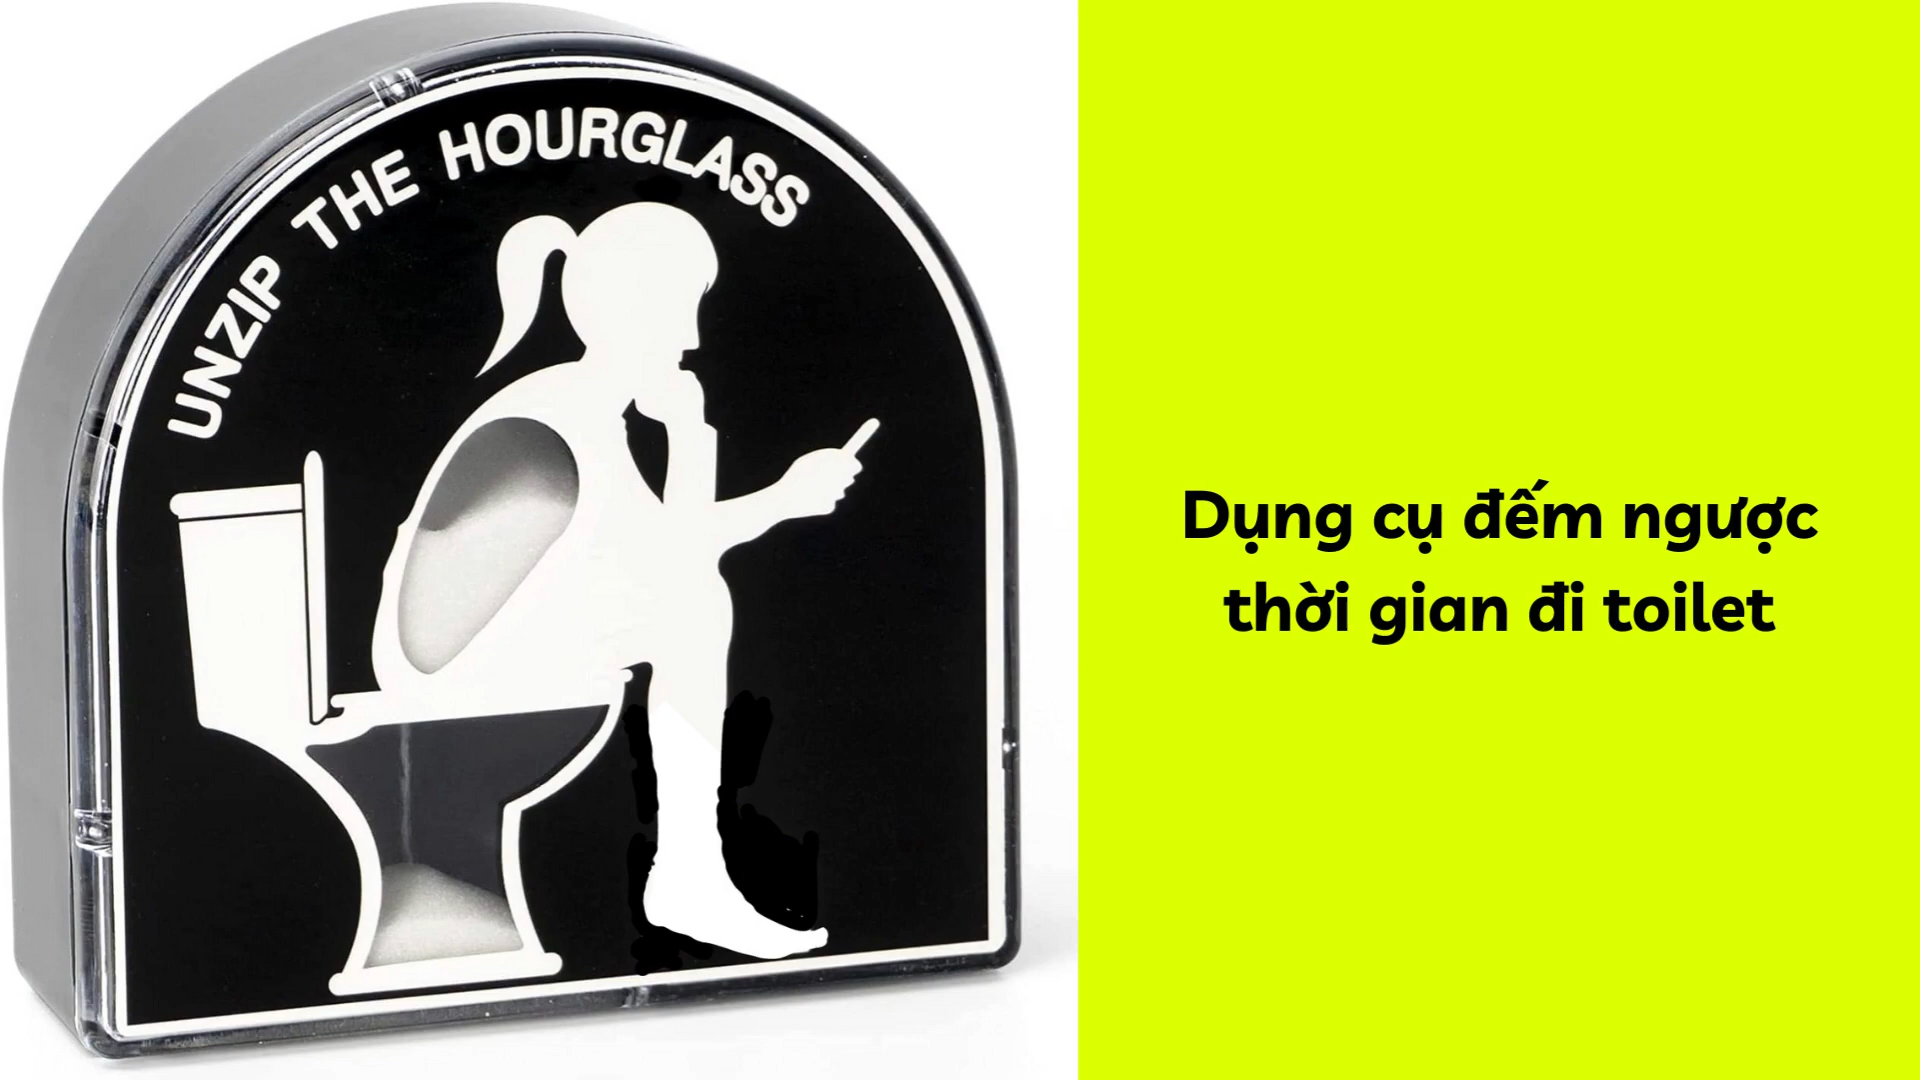 UNZIP THE HOURGLASS
Dụng cụ đếm ngược
thời gian đi toilet